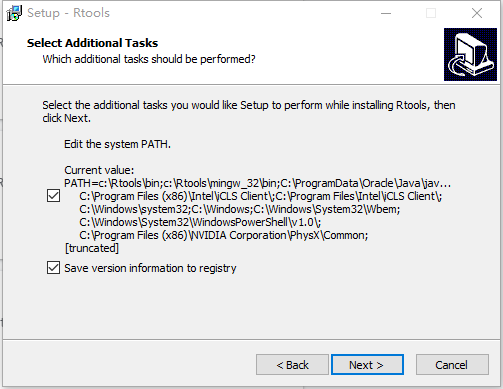 Setup - Rtools
Select Additional Tasks
Which additional tasks should be performed?
Select the additional tasks you would like Setup to perform while installing Rtools, then
click Next.
Edit the system PATH.
Current value:
PATH=c:\Rtools\bin;c:\Rtools\mingw_32\bin;C:\ProgramData\Oracle\Java\jav...
C:\Program Files (x86)\Intel\iCLS Client\;C:\Program Files\Intel\iCLS Client\;
C:\Windows\system32;C:\Windows;C:\Windows\System32\Wbem;
C:\Windows\System32\WindowsPowerShell\v1.0\;
C:\Program Files (x86)\NVIDIA Corporation\PhysX\Common;
[truncated]
Save version information to registry
< Back
Next >
Cancel